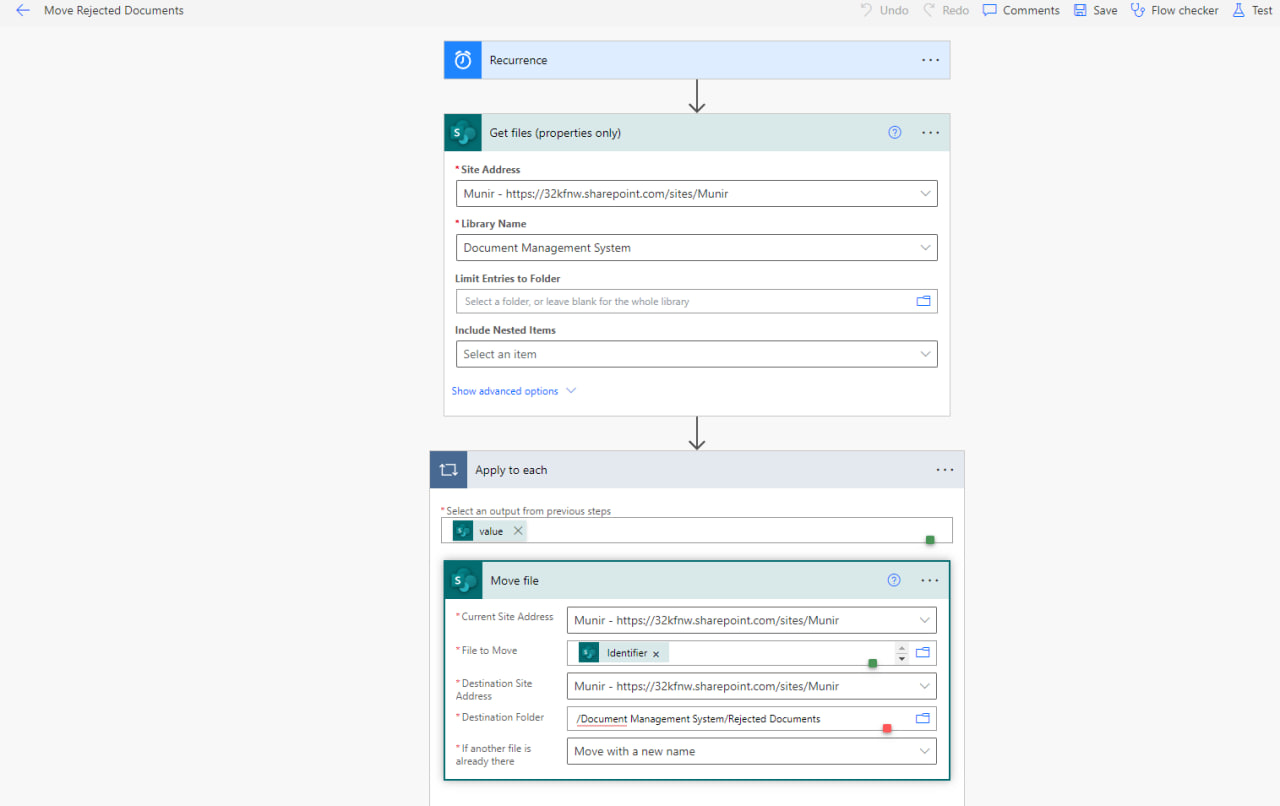 Move Rejected Documents
Undo Redo Comments Save Flow checker Test
Recurrence
S
Get files (properties only)
* Site Address
Munir - https://32kfnw.sharepoint.com/sites/Munir
* Library Name
Document Management System
Limit Entries to Folder
Select a folder, or leave blank for the whole library
Include Nested Items
Select an item
Show advanced options
Apply to each
* Select an output from previous steps
value
S
Move file
* Current Site Address
Munir - https://32kfnw.sharepoint.com/sites/Munir
* File to Move
Identifier
* Destination Site
Address
Munir - https://32kfnw.sharepoint.com/sites/Munir
* Destination Folder
/Document Management System/Rejected Documents
* If another file is
already there
Move with a new name